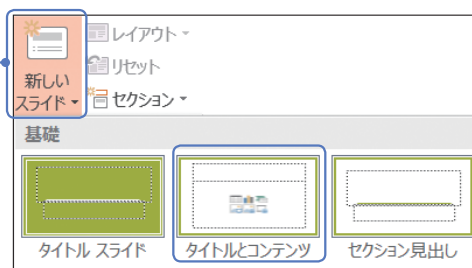 新しい
スライド
レイアウト
リセット
セクション
基礎
タイトル スライド
タイトルとコンテンツ
セクション見出し